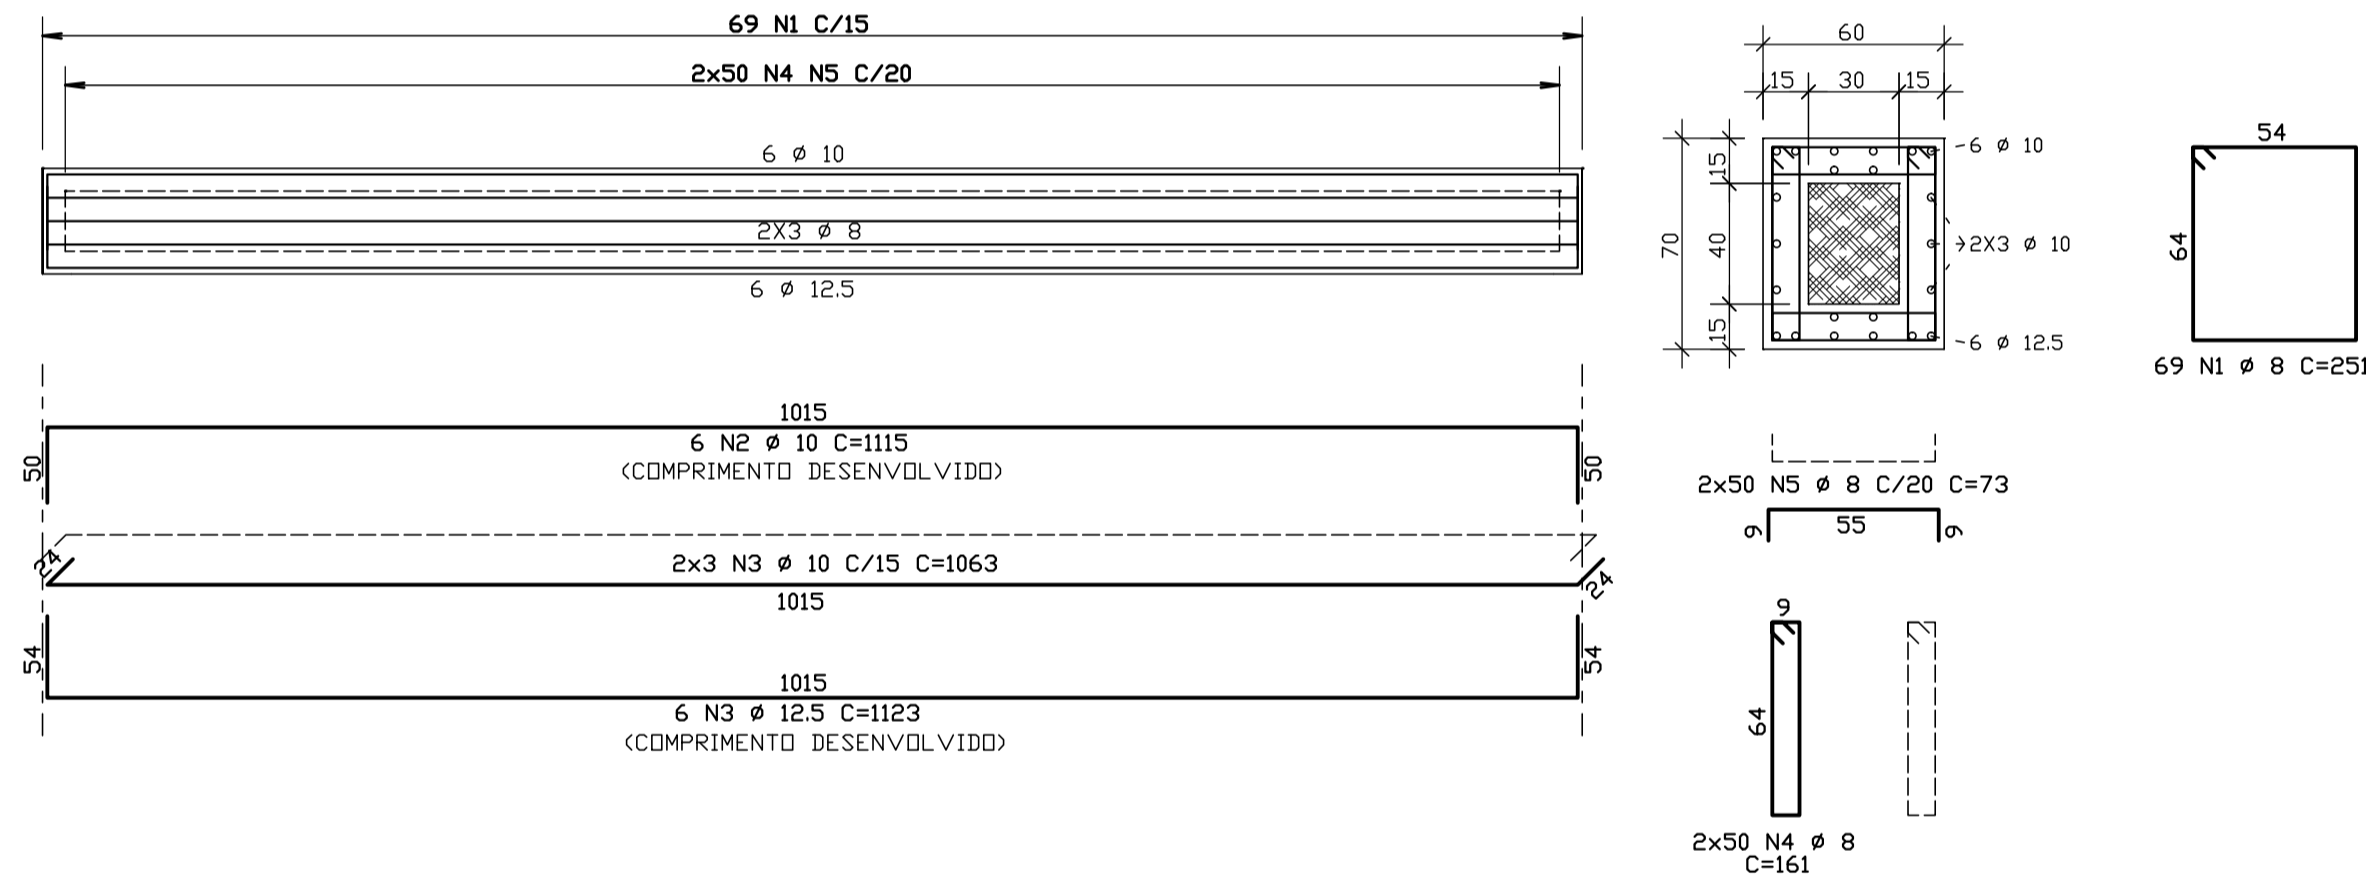 69 N1 C/15
2x50 N4 N5 C/20
6 ø 10
2X3 ø 8
6 ø 12.5
60
15 30 15
15
70
40
15
-6 ø 10
2X3 ø 10
-6 ø 12.5
54
64
69 N1 ø 8 C=251
1015
6 N2 ø 10 C=1115
(COMPRIMENTO DESENVOLVIDO)
50
50
24
2x3 N3 ø 10 C/15 C=1063
1015
24
54
1015
54
6 N3 ø 12.5 C=1123
(COMPRIMENTO DESENVOLVIDO)
2x50 N5 ø 8 C/20 C=73
9
55
9
9
64
2x50 N4 ø 8
C=161